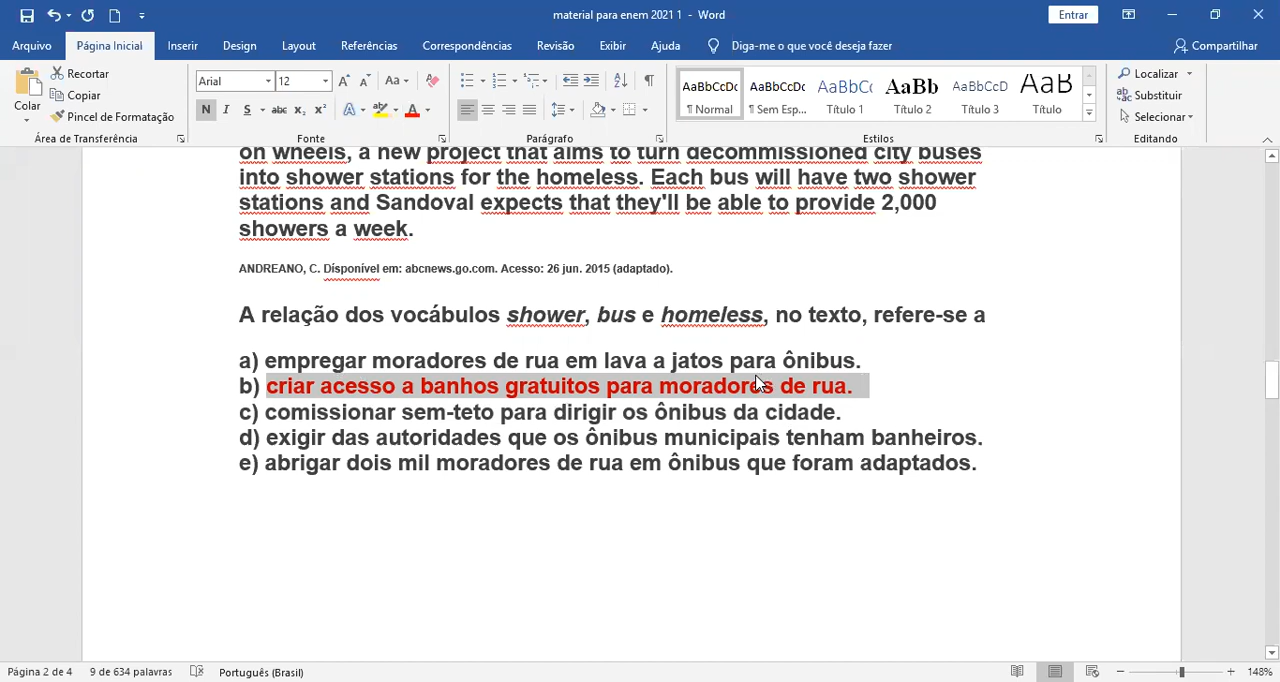 material para enem 2021 1 - Word
Entrar
Arquivo Página Inicial Inserir Design Layout Referências Correspondências Revisão Exibir Ajuda Diga-me o que você deseja fazer Compartilhar
Colar
Recortar
Copiar
Pincel de Formatação
Área de Transferência
Arial 12
N I S abc x₂ x² A A
Aa
Fonte
Parágrafo
AaBbCcDc AaBbCcDc AaBbC AaBb AaBbCcD AaB
¶ Normal ¶ Sem Esp... Título 1 Título 2 Título 3 Título
Estilos
Localizar
Substituir
Selecionar
Editando
on wheels, a new project that aims to turn decommissioned city buses
into shower stations for the homeless. Each bus will have two shower
stations and Sandoval expects that they'll be able to provide 2,000
showers a week.
ANDREANO, C. Dísponível em: abcnews.go.com. Acesso: 26 jun. 2015 (adaptado).
A relação dos vocábulos shower, bus e homeless, no texto, refere-se a
a) empregar moradores de rua em lava a jatos para ônibus.
b) criar acesso a banhos gratuitos para moradores de rua.
c) comissionar sem-teto para dirigir os ônibus da cidade.
d) exigir das autoridades que os ônibus municipais tenham banheiros.
e) abrigar dois mil moradores de rua em ônibus que foram adaptados.
Página 2 de 4 9 de 634 palavras Português (Brasil) 148%